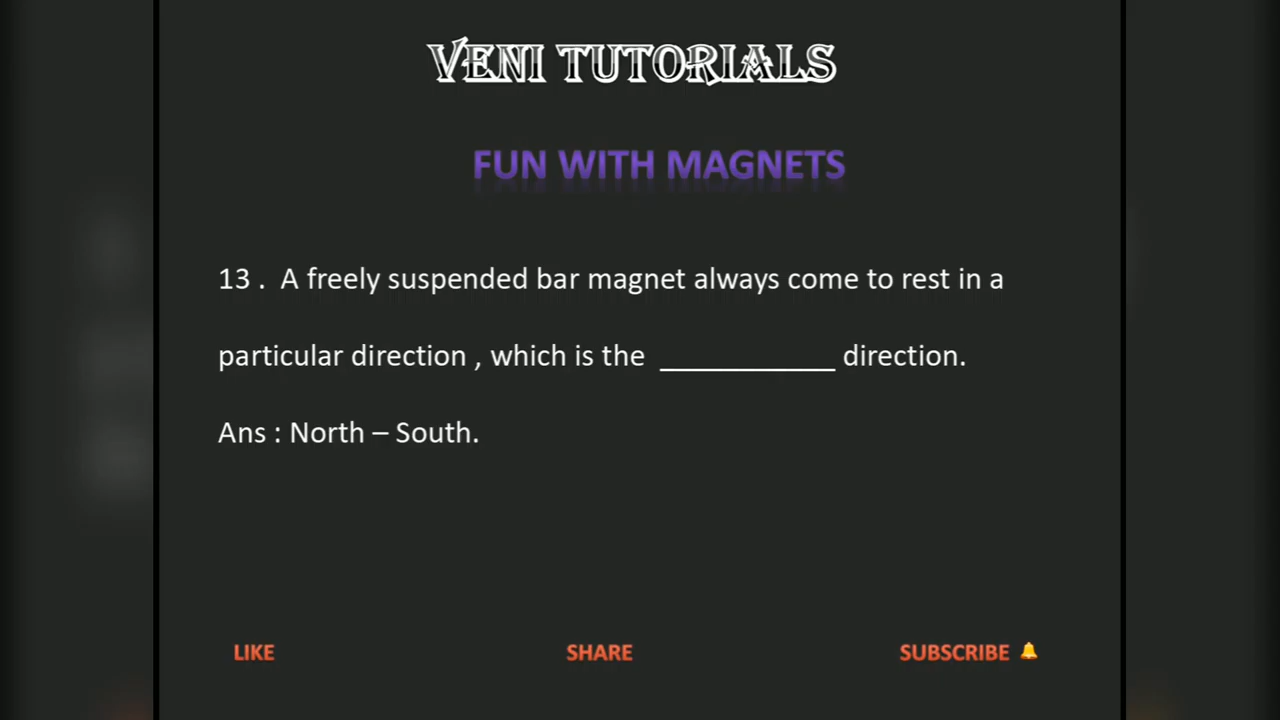 VENI TUTORIALS
FUN WITH MAGNETS
13 .  A freely suspended bar magnet always come to rest in a
particular direction , which is the ____________ direction.
Ans : North – South.
LIKE SHARE SUBSCRIBE 🔔